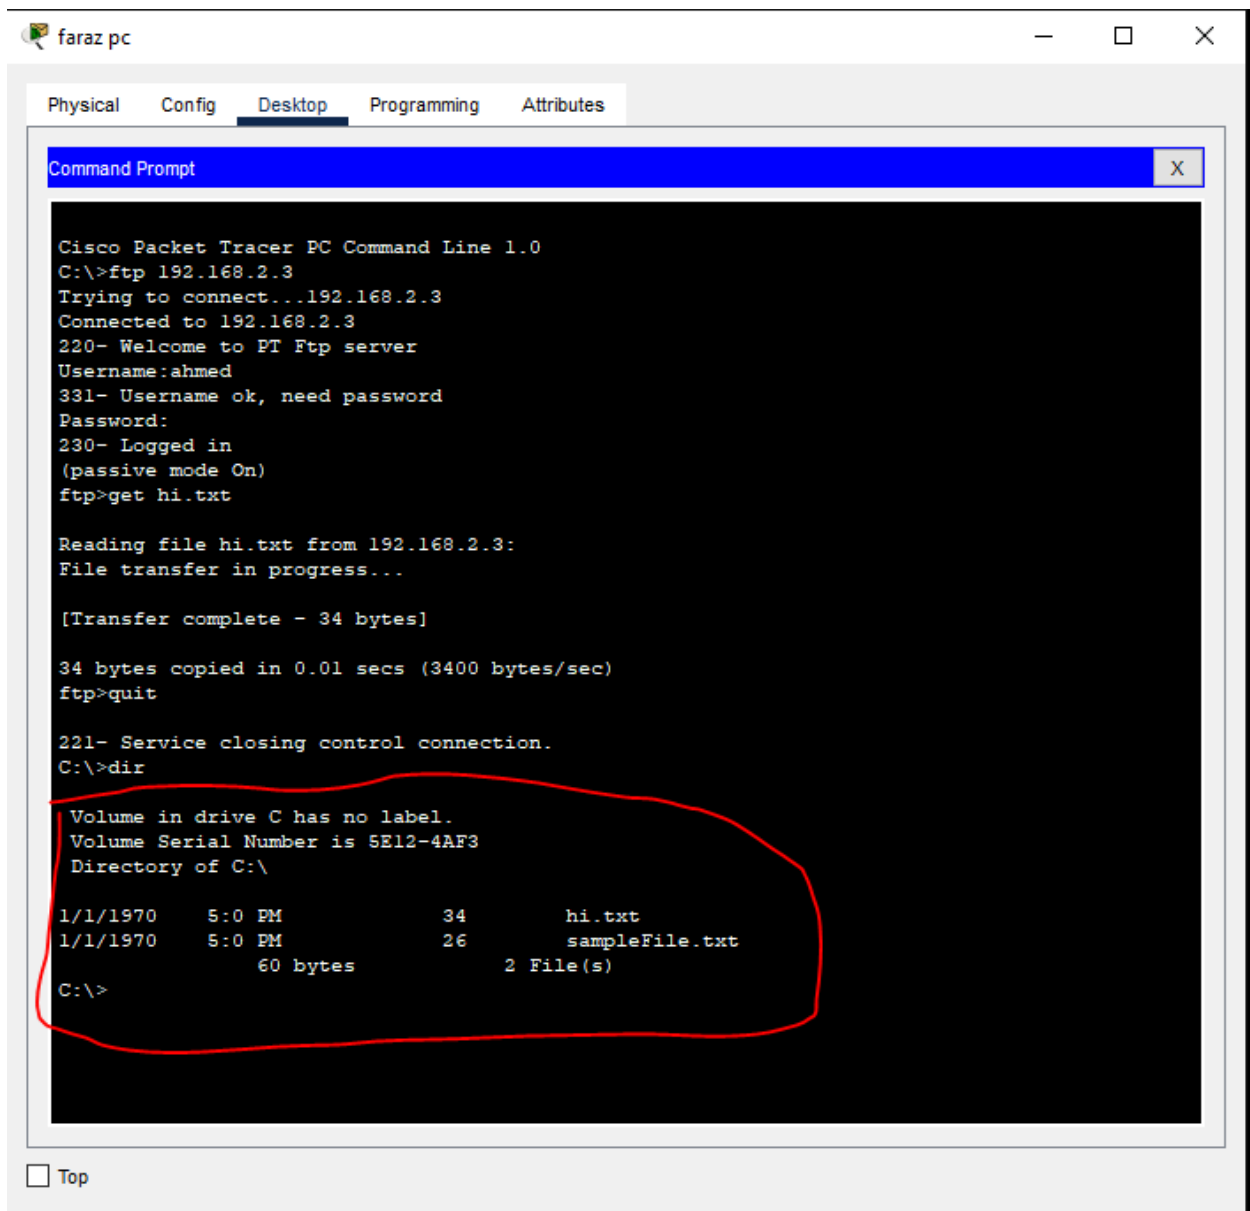 faraz pc
Physical Config Desktop Programming Attributes
Command Prompt X
Cisco Packet Tracer PC Command Line 1.0
C:\>ftp 192.168.2.3
Trying to connect...192.168.2.3
Connected to 192.168.2.3
220- Welcome to PT Ftp server
Username:ahmed
331- Username ok, need password
Password:
230- Logged in
(passive mode On)
ftp>get hi.txt
Reading file hi.txt from 192.168.2.3:
File transfer in progress...
[Transfer complete - 34 bytes]
34 bytes copied in 0.01 secs (3400 bytes/sec)
ftp>quit
221- Service closing control connection.
C:\>dir
Volume in drive C has no label.
Volume Serial Number is 5E12-4AF3
Directory of C:\
1/1/1970 5:0 PM 34 hi.txt
1/1/1970 5:0 PM 26 sampleFile.txt
60 bytes 2 File(s)
C:\>
Top